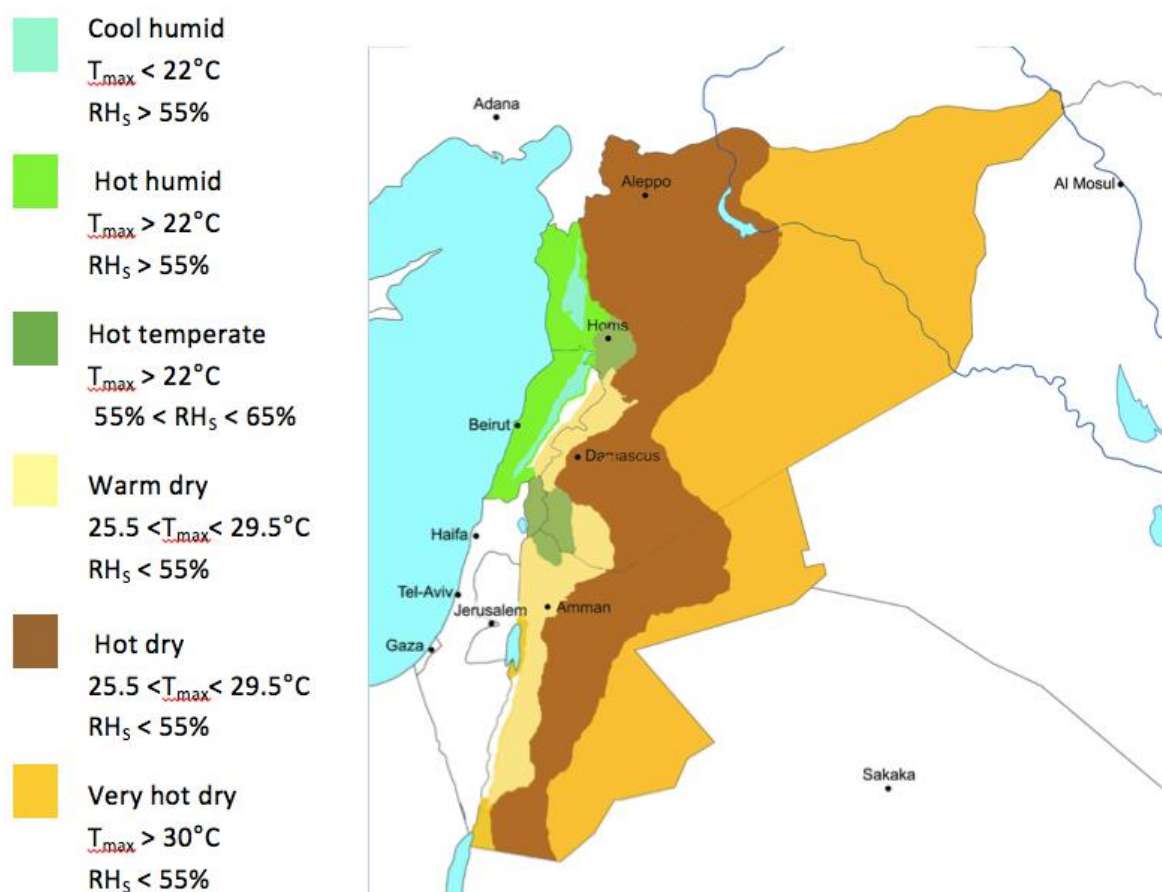 Cool humid
Tmax < 22°C
RHS > 55%
Hot humid
Tmax > 22°C
RHS > 55%
Hot temperate
Tmax > 22°C
55% < RHS < 65%
Warm dry
25.5 <Tmax< 29.5°C
RHS < 55%
Hot dry
25.5 <Tmax< 29.5°C
RHS < 55%
Very hot dry
Tmax > 30°C
RHS < 55%
Adana
Aleppo
Al Mosul
Homs
Beirut
Damascus
Haifa
Tel-Aviv
Jerusalem
Amman
Gaza
Sakaka